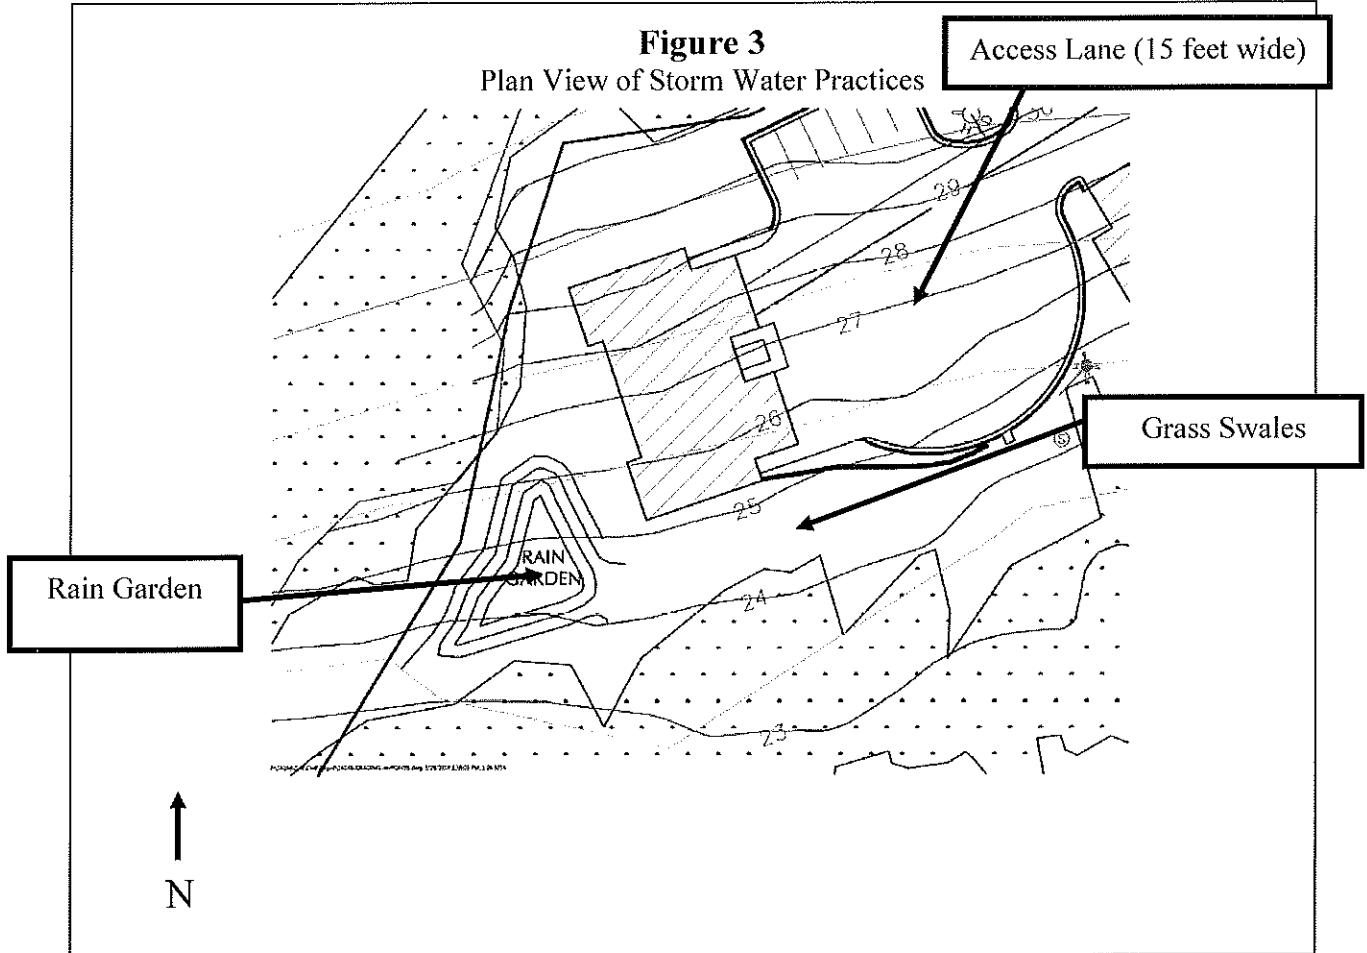 Figure 3
Plan View of Storm Water Practices
Access Lane (15 feet wide)
29
28
27
26
Grass Swales
25
RAIN
GARDEN
Rain Garden
24
23
S
N